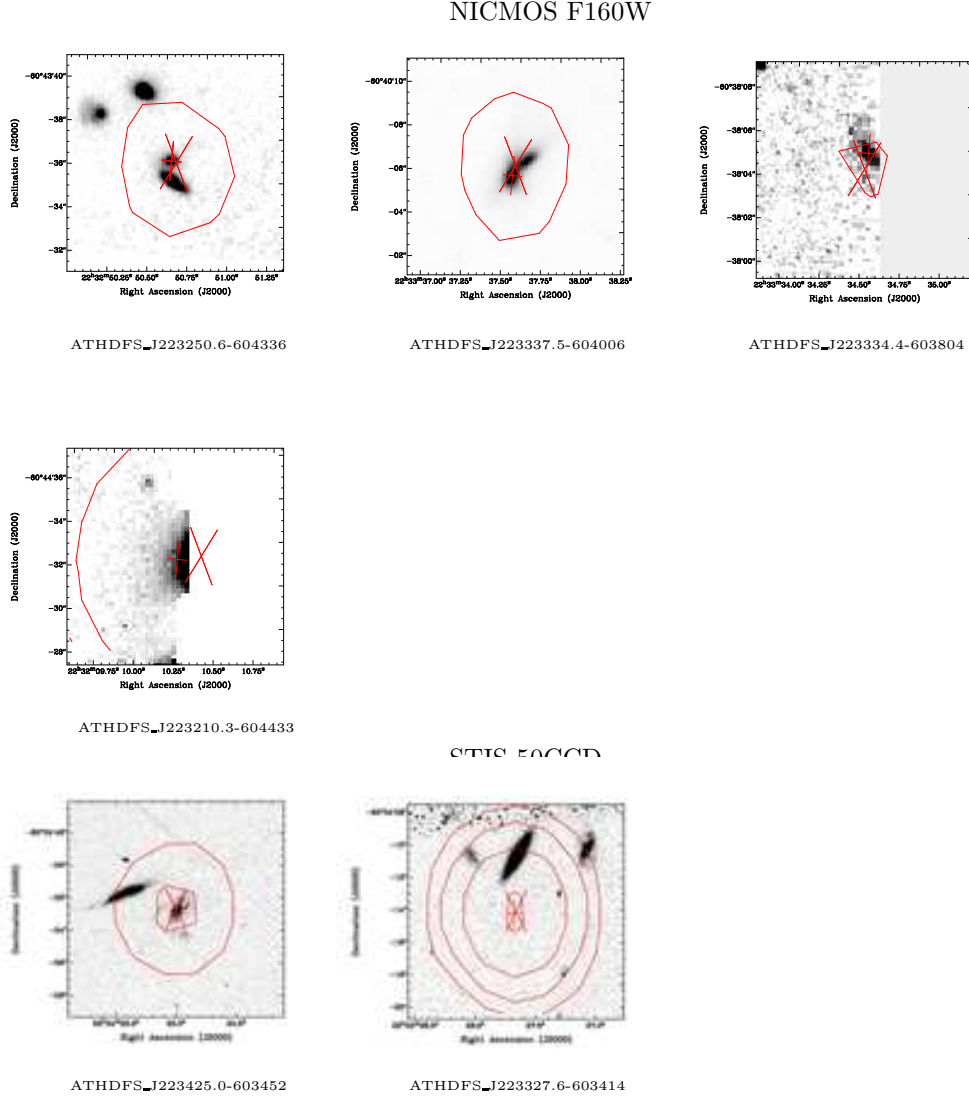 NICMOS F160W
-60°43'40"
-38"
-36"
-34"
-32"
Declination (J2000)
22ʰ32ᵐ50.25ˢ 50.50ˢ 50.75ˢ 51.00ˢ 51.25ˢ
Right Ascension (J2000)
ATHDFS_J223250.6-604336
-60°40'10"
-08"
-06"
-04"
-02"
Declination (J2000)
22ʰ33ᵐ37.00ˢ 37.25ˢ 37.50ˢ 37.75ˢ 38.00ˢ 38.25ˢ
Right Ascension (J2000)
ATHDFS_J223337.5-604006
-60°38'08"
-38'06"
-38'04"
-38'02"
-38'00"
Declination (J2000)
22ʰ33ᵐ34.00ˢ 34.25ˢ 34.50ˢ 34.75ˢ 35.00ˢ
Right Ascension (J2000)
ATHDFS_J223334.4-603804
-60°44'36"
-34"
-32"
-30"
-28"
Declination (J2000)
22ʰ32ᵐ09.75ˢ 10.00ˢ 10.25ˢ 10.50ˢ 10.75ˢ
Right Ascension (J2000)
ATHDFS_J223210.3-604433
STIS 50CCD
Declination (J2000)
Right Ascension (J2000)
ATHDFS_J223425.0-603452
Declination (J2000)
Right Ascension (J2000)
ATHDFS_J223327.6-603414